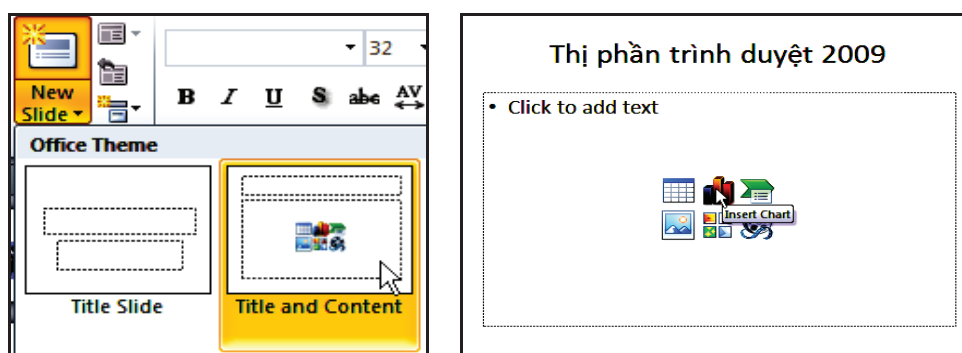 32
New
Slide
B I U S abc AV
Office Theme
Title Slide
Title and Content
Thị phần trình duyệt 2009
• Click to add text
Insert Chart